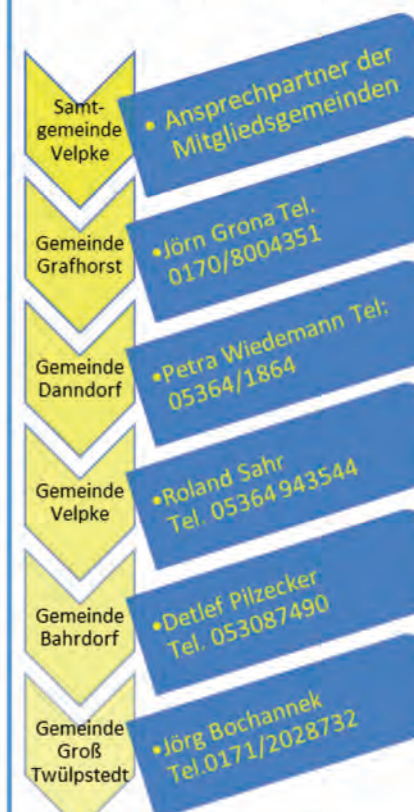 Samt-
gemeinde
Velpke
• Ansprechpartner der
Mitgliedsgemeinden
Gemeinde
Grafhorst
•Jörn Grona Tel.
0170/8004351
Gemeinde
Danndorf
•Petra Wiedemann Tel:
05364/1864
Gemeinde
Velpke
•Roland Sahr
Tel. 05364 943544
Gemeinde
Bahrdorf
•Detlef Pilzecker
Tel. 053087490
Gemeinde
Groß
Twülpstedt
•Jörg Bochannek
Tel.0171/2028732